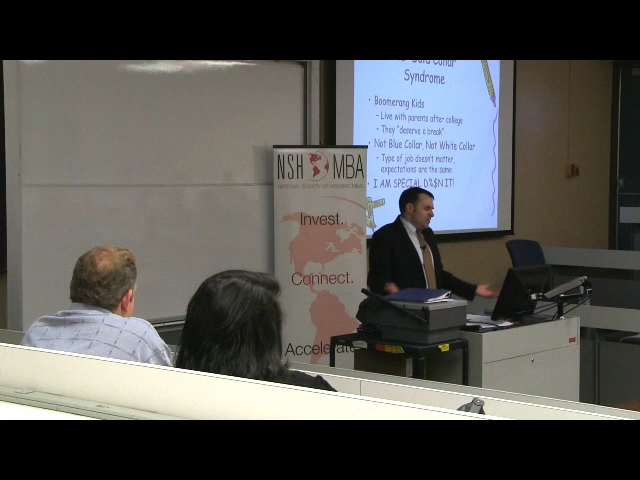 NSH MBA
NATIONAL SOCIETY OF HISPANIC MBAs
Invest.
Connect.
Accelerate
"Gold Collar"
Syndrome
• Boomerang Kids
– Live with parents after college
– They "deserve a break"
• Not Blue Collar, Not White Collar
– Type of job doesn't matter,
expectations are the same
• I AM SPECIAL D%$N IT!